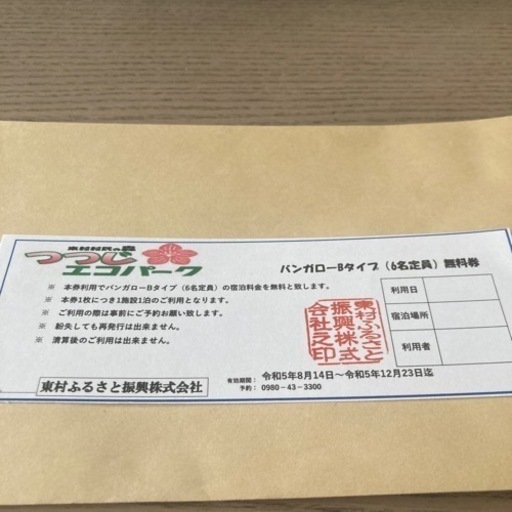 東村村民の森
つつじ
エコパーク
バンガローBタイプ（6名定員）無料券
※ 本券利用でバンガローBタイプ（6名定員）の宿泊料金を無料と致します。
※ 本券1枚につき1施設1泊のご利用となります。
※ ご利用の際は事前にご予約お願い致します。
※ 紛失しても再発行は出来ません。
※ 清算後のご利用は出来ません。
東村ふるさと振興株式会社
東村ふるさと
振興株式
会社之印
利用日
宿泊場所
利用者
有効期間： 令和5年8月14日～令和5年12月23日迄
予約： 0980-43-3300